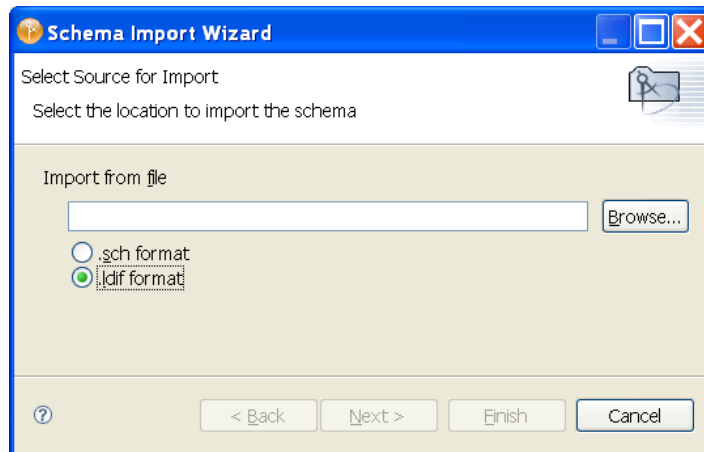 Schema Import Wizard
Select Source for Import
Select the location to import the schema
Import from file
Browse...
.sch format
.ldif format
?
< Back Next > Finish Cancel